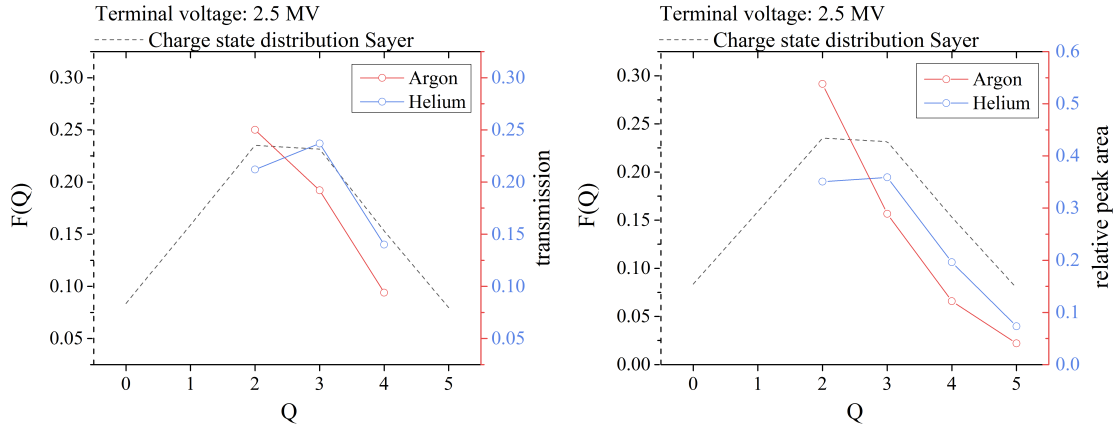 Terminal voltage: 2.5 MV
Charge state distribution Sayer
Argon
Helium
0.30
0.25
0.20
0.15
0.10
0.05
F(Q)
0.30
0.25
0.20
0.15
0.10
0.05
transmission
0 1 2 3 4 5
Q
Terminal voltage: 2.5 MV
Charge state distribution Sayer
Argon
Helium
0.30
0.25
0.20
0.15
0.10
0.05
0.00
F(Q)
0.6
0.5
0.4
0.3
0.2
0.1
0.0
relative peak area
0 1 2 3 4 5
Q